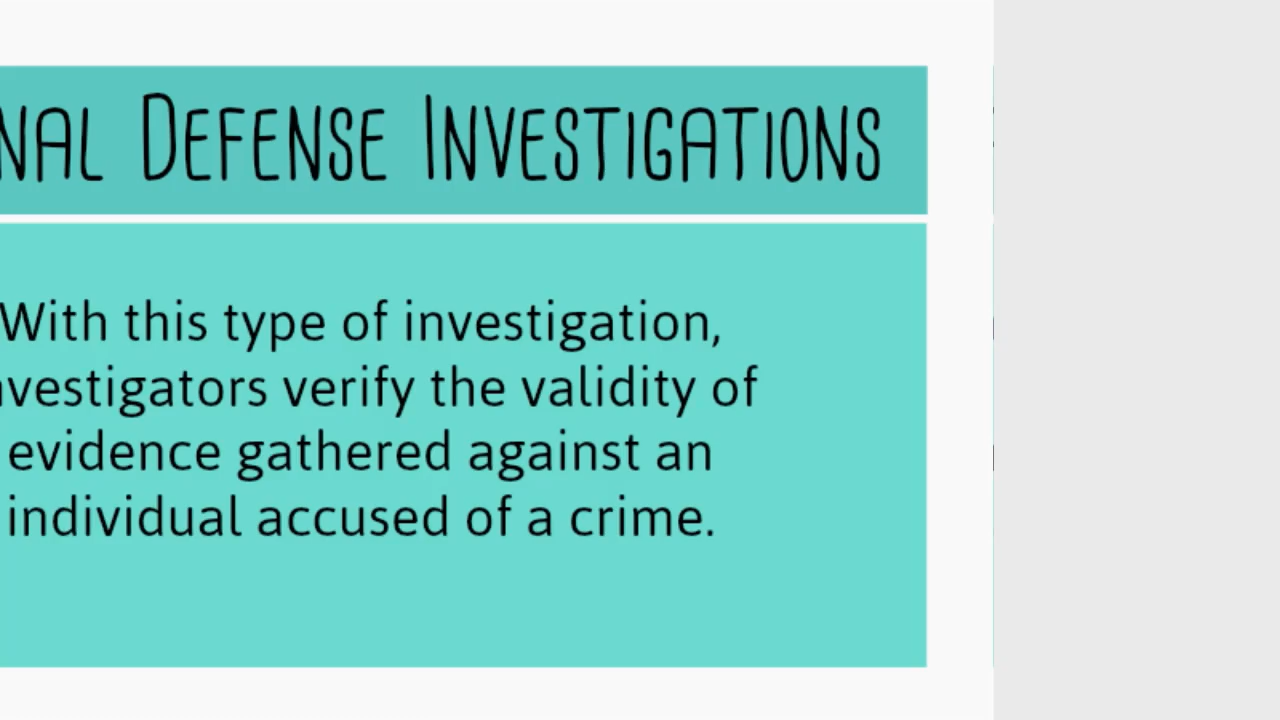 NAL DEFENSE INVESTIGATIONS
With this type of investigation,
nvestigators verify the validity of
evidence gathered against an
individual accused of a crime.